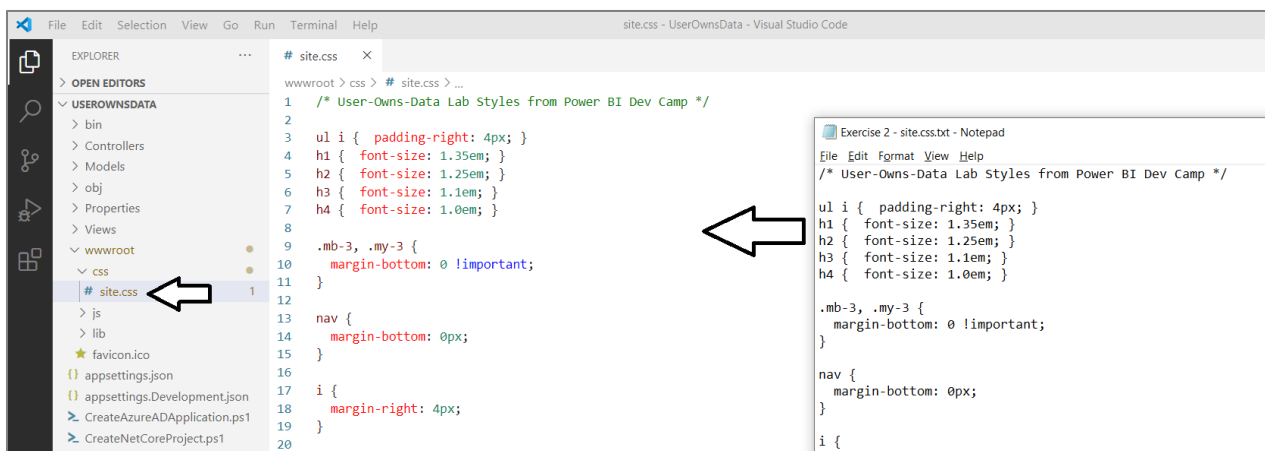 File Edit Selection View Go Run Terminal Help
site.css - UserOwnsData - Visual Studio Code
EXPLORER
OPEN EDITORS
USEROWNSDATA
bin
Controllers
Models
obj
Properties
Views
wwwroot
css
# site.css 1
js
lib
favicon.ico
{} appsettings.json
{} appsettings.Development.json
CreateAzureADApplication.ps1
CreateNetCoreProject.ps1
# site.css
wwwroot > css > # site.css > ...
1 /* User-Owns-Data Lab Styles from Power BI Dev Camp */
2
3 ul i {  padding-right: 4px; }
4 h1 {  font-size: 1.35em; }
5 h2 {  font-size: 1.25em; }
6 h3 {  font-size: 1.1em; }
7 h4 {  font-size: 1.0em; }
8
9 .mb-3, .my-3 {
10   margin-bottom: 0 !important;
11 }
12
13 nav {
14   margin-bottom: 0px;
15 }
16
17 i {
18   margin-right: 4px;
19 }
20
Exercise 2 - site.css.txt - Notepad
File Edit Format View Help
/* User-Owns-Data Lab Styles from Power BI Dev Camp */
ul i {  padding-right: 4px; }
h1 {  font-size: 1.35em; }
h2 {  font-size: 1.25em; }
h3 {  font-size: 1.1em; }
h4 {  font-size: 1.0em; }
.mb-3, .my-3 {
  margin-bottom: 0 !important;
}
nav {
  margin-bottom: 0px;
}
i {